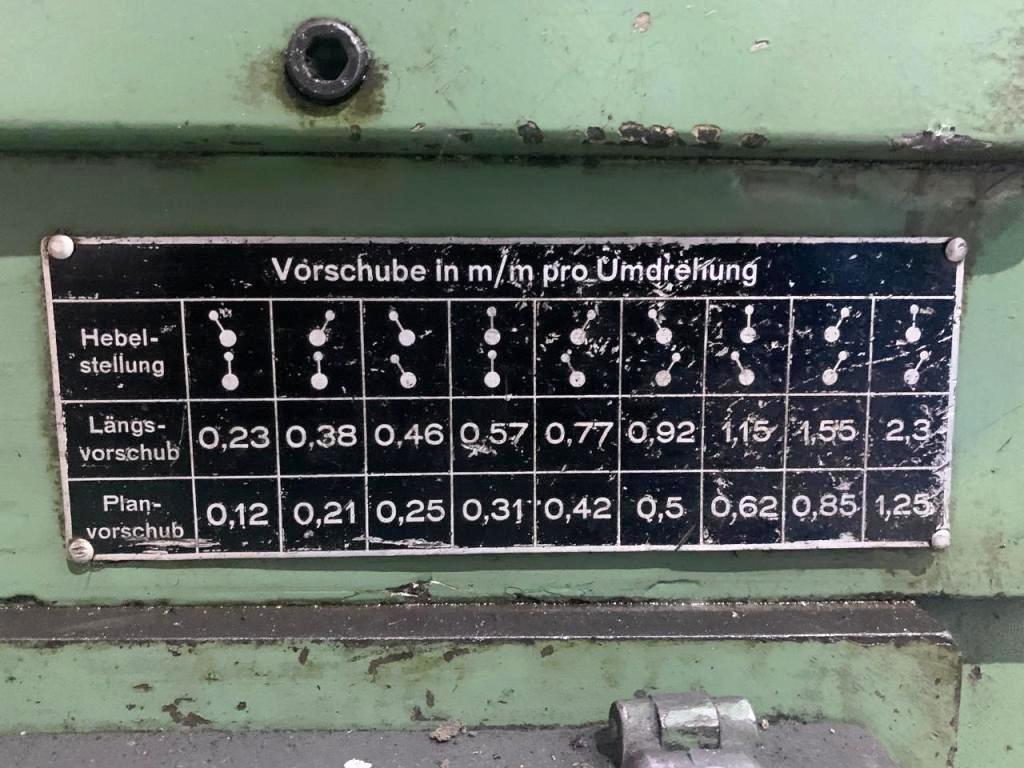 Vorschübe in m/m pro Umdrehung
Hebel-
stellung
Längs-
vorschub 0,23 0,38 0,46 0,57 0,77 0,92 1,15 1,55 2,3
Plan-
vorschub 0,12 0,21 0,25 0,31 0,42 0,5 0,62 0,85 1,25